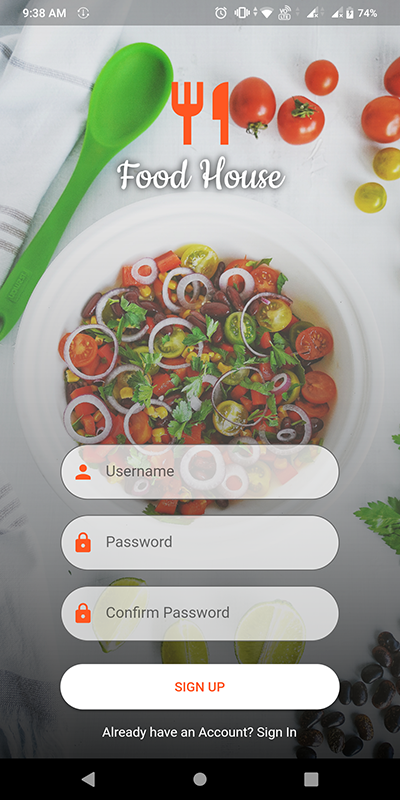 9:38 AM 74%
Food House
Username
Password
Confirm Password
SIGN UP
Already have an Account? Sign In